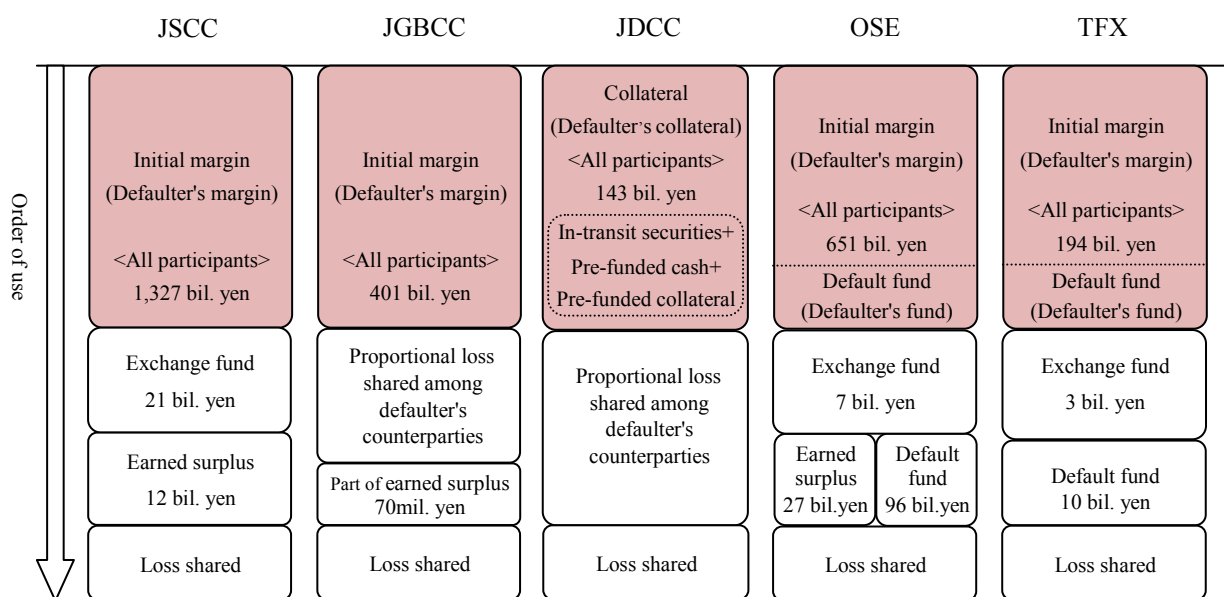 JSCC
JGBCC
JDCC
OSE
TFX
Order of use
Initial margin
(Defaulter's margin)
<All participants>
1,327 bil. yen
Exchange fund
21 bil. yen
Earned surplus
12 bil. yen
Loss shared
Initial margin
(Defaulter's margin)
<All participants>
401 bil. yen
Proportional loss
shared among
defaulter's
counterparties
Part of earned surplus
70mil. yen
Loss shared
Collateral
(Defaulter's collateral)
<All participants>
143 bil. yen
In-transit securities+
Pre-funded cash+
Pre-funded collateral
Proportional loss
shared among
defaulter's
counterparties
Loss shared
Initial margin
(Defaulter's margin)
<All participants>
651 bil. yen
Default fund
(Defaulter's fund)
Exchange fund
7 bil. yen
Earned
surplus
27 bil.yen
Default
fund
96 bil.yen
Loss shared
Initial margin
(Defaulter's margin)
<All participants>
194 bil. yen
Default fund
(Defaulter's fund)
Exchange fund
3 bil. yen
Default fund
10 bil. yen
Loss shared